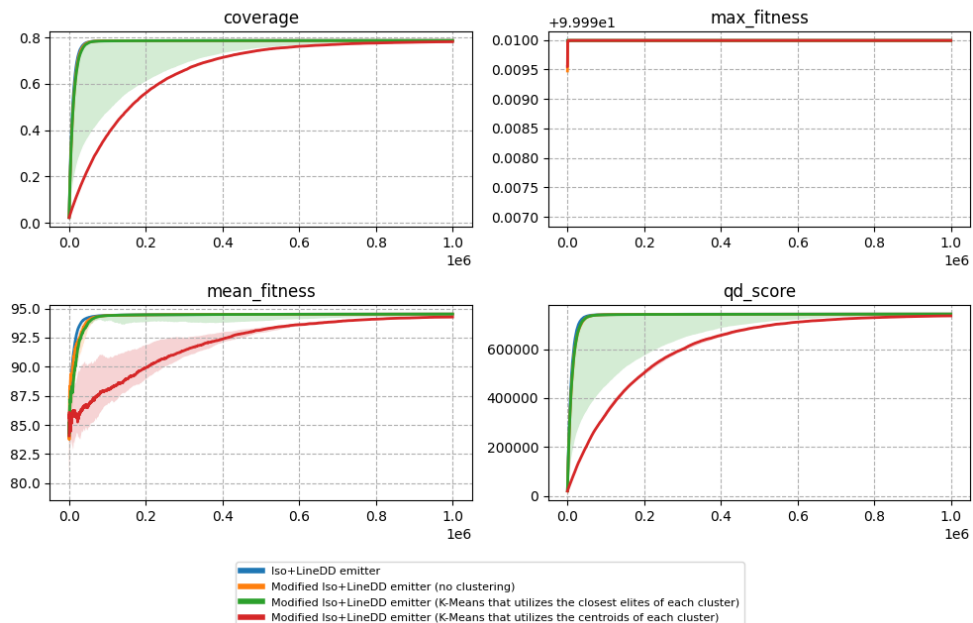 coverage
0.8
0.6
0.4
0.2
0.0
0.0 0.2 0.4 0.6 0.8 1.0
1e6
max_fitness
+9.999e1
0.0100
0.0095
0.0090
0.0085
0.0080
0.0075
0.0070
0.0 0.2 0.4 0.6 0.8 1.0
1e6
mean_fitness
95.0
92.5
90.0
87.5
85.0
82.5
80.0
0.0 0.2 0.4 0.6 0.8 1.0
1e6
qd_score
600000
400000
200000
0
0.0 0.2 0.4 0.6 0.8 1.0
1e6
Iso+LineDD emitter
Modified Iso+LineDD emitter (no clustering)
Modified Iso+LineDD emitter (K-Means that utilizes the closest elites of each cluster)
Modified Iso+LineDD emitter (K-Means that utilizes the centroids of each cluster)